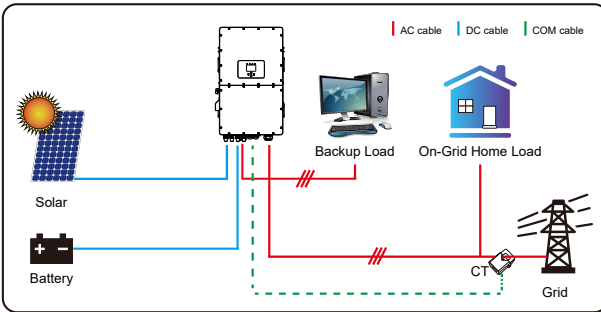 AC cable
DC cable
COM cable
Backup Load
On-Grid Home Load
Solar
Battery
CT
Grid